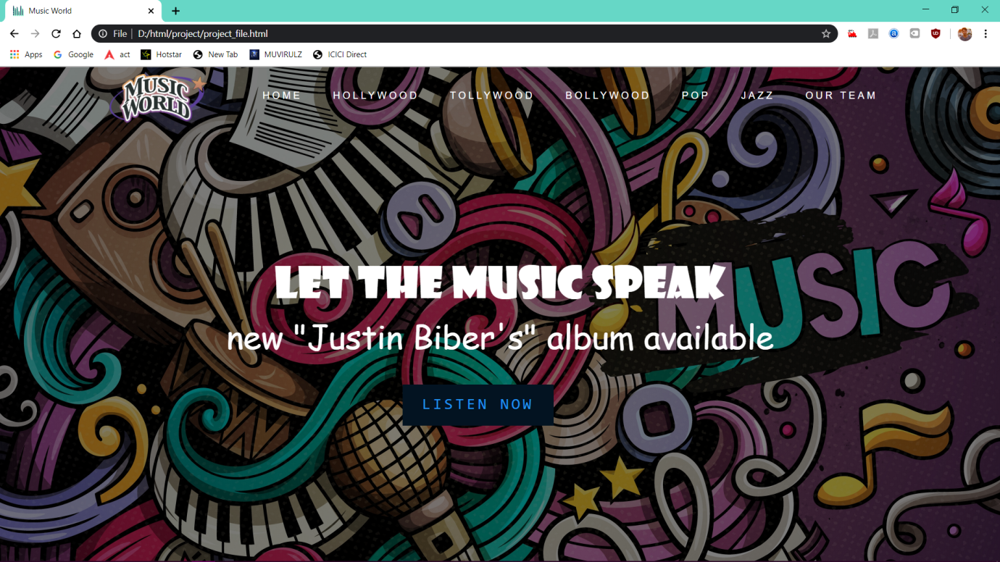 Music World
File
D:/html/project/project_file.html
Apps Google act Hotstar New Tab MUVIRULZ ICICI Direct
MUSIC
WORLD
HOME HOLLYWOOD TOLLYWOOD BOLLYWOOD POP JAZZ OUR TEAM
MUSIC
LET THE MUSIC SPEAK
new "Justin Biber's" album available
LISTEN NOW